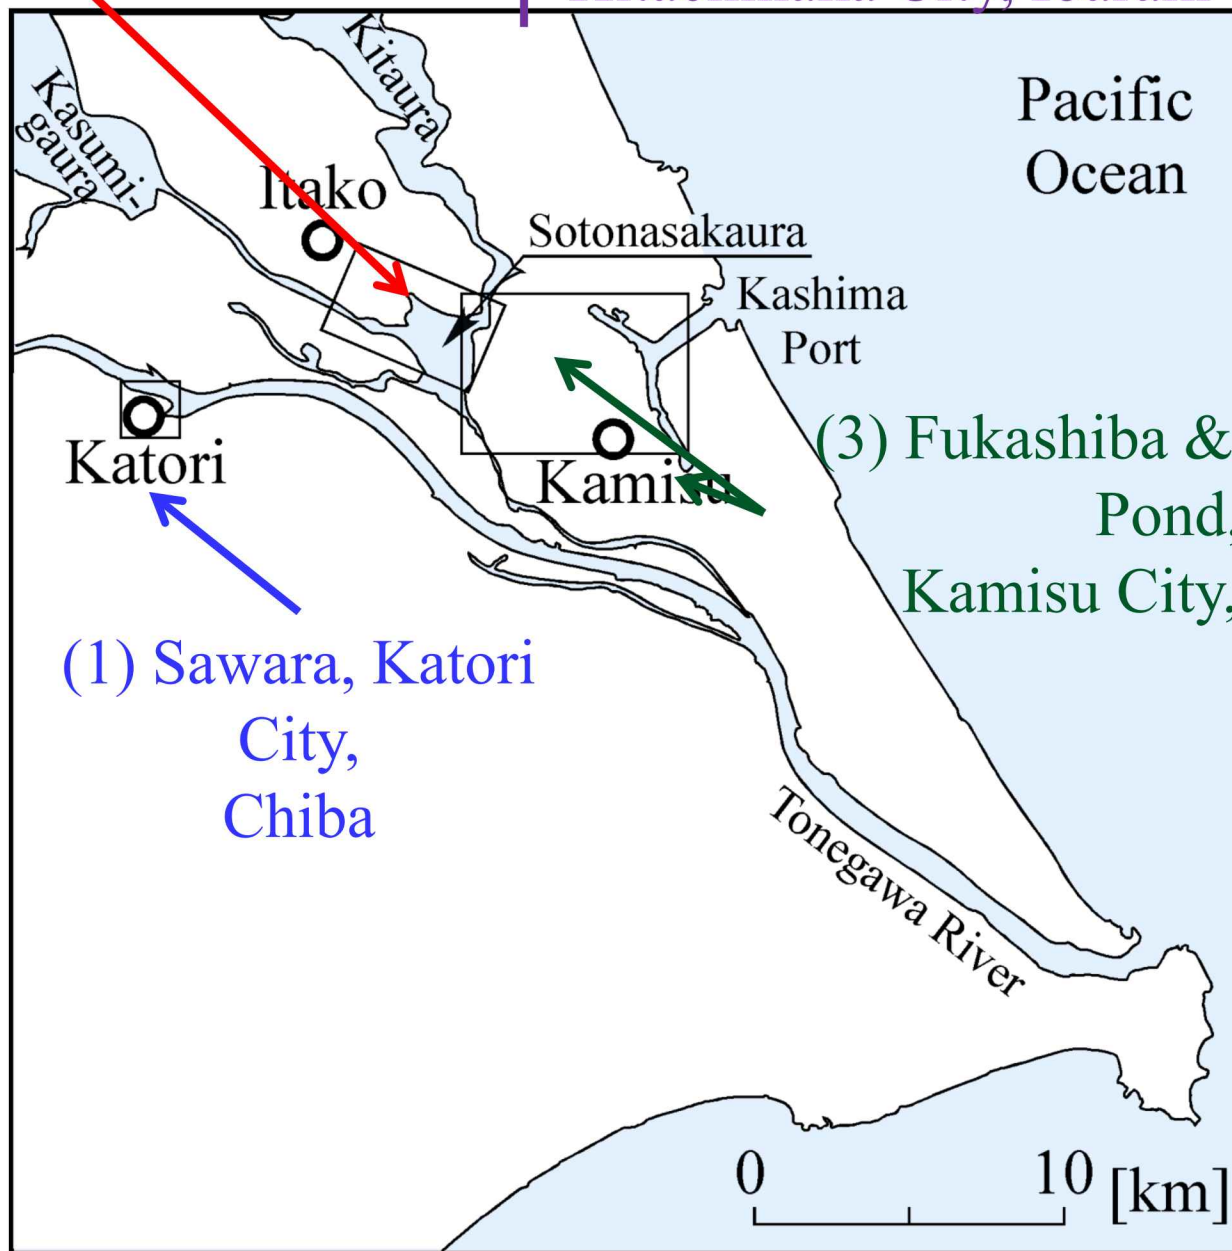 Kitaura
Kasumi-
gaura
Pacific
Ocean
Itako
Sotonasakaura
Kashima
Port
Katori
Kamisu
(3) Fukashiba &
Pond,
Kamisu City,
(1) Sawara, Katori
City,
Chiba
Tonegawa River
0 10 [km]